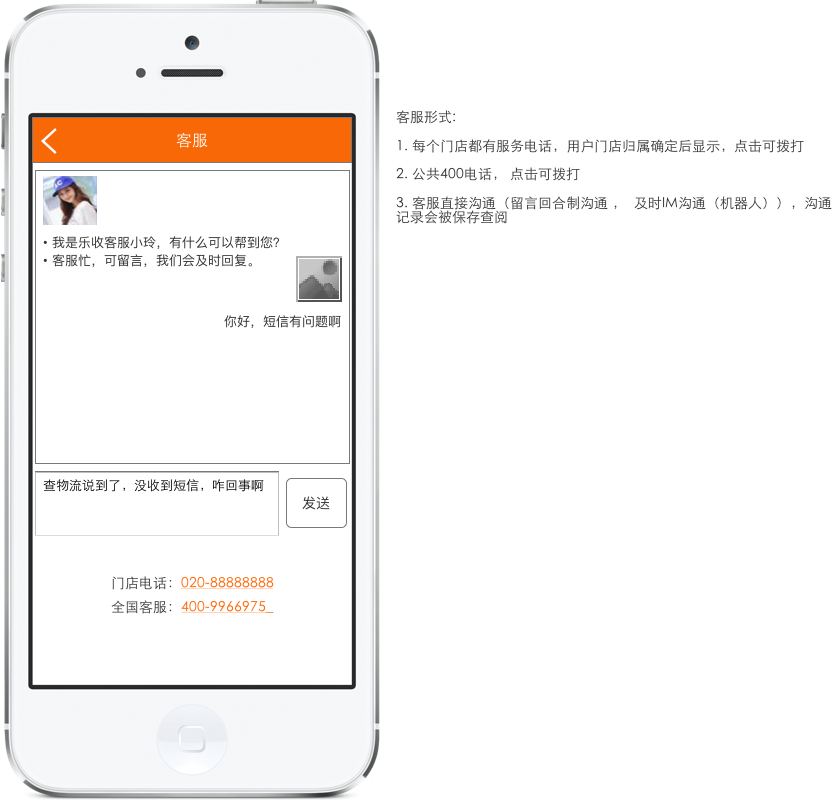 客服
• 我是乐收客服小玲，有什么可以帮到您?
• 客服忙，可留言，我们会及时回复。
你好，短信有问题啊
查物流说到了，没收到短信，咋回事啊
发送
门店电话：020-88888888
全国客服：400-9966975_
客服形式：
1. 每个门店都有服务电话，用户门店归属确定后显示，点击可拨打
2. 公共400电话， 点击可拨打
3. 客服直接沟通（留言回合制沟通 ， 及时IM沟通（机器人）），沟通
记录会被保存查阅